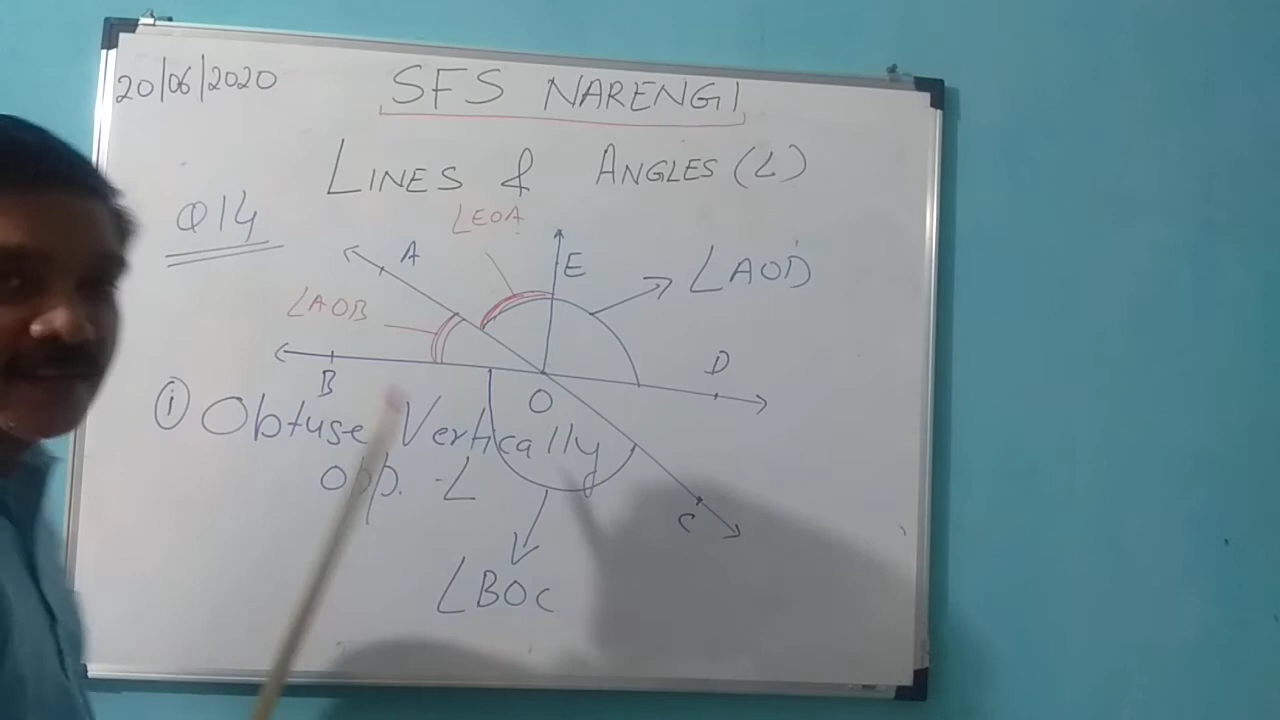 20/06/2020
SFS NARENGI
LINES & ANGLES (∠)
Q14
∠EOA
A
E
∠AOD
∠AOB
B
D
O
① Obtuse Vertically
opp. ∠
C
∠BOC